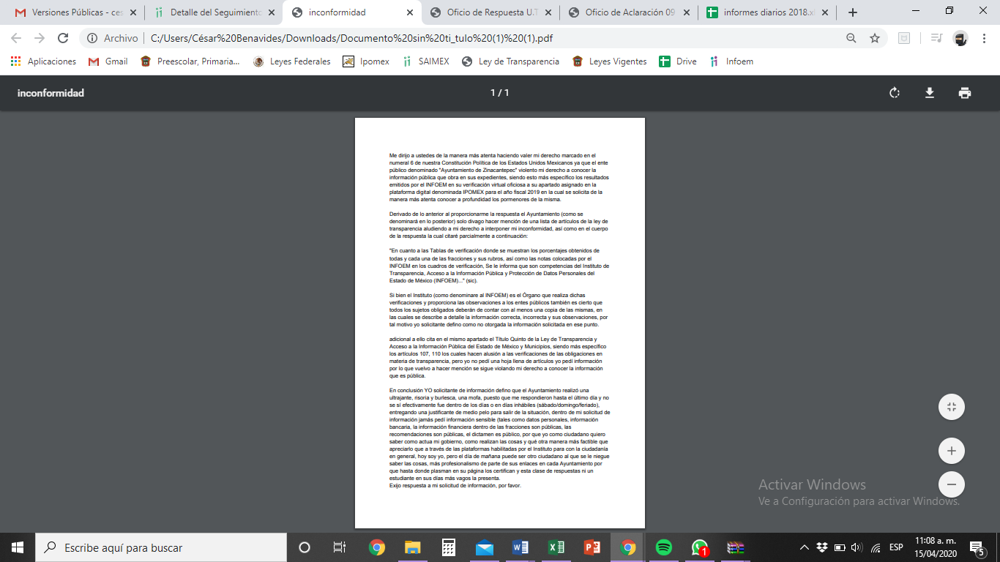 Versiones Públicas - ces
Detalle del Seguimiento
inconformidad
Oficio de Respuesta U.T
Oficio de Aclaración 09
informes diarios 2018.xl
Archivo
C:/Users/César%20Benavides/Downloads/Documento%20sin%20ti_tulo%20(1)%20(1).pdf
Aplicaciones
Gmail
Preescolar, Primaria...
Leyes Federales
Ipomex
SAIMEX
Ley de Transparencia
Leyes Vigentes
Drive
Infoem
inconformidad
1 / 1
Me dirijo a ustedes de la manera más atenta haciendo valer mi derecho marcado en el
numeral 6 de nuestra Constitución Política de los Estados Unidos Mexicanos ya que el ente
público denominado "Ayuntamiento de Zinacantepec" violento mi derecho a conocer la
información pública que obra en sus expedientes, siendo esto más específico los resultados
emitidos por el INFOEM en su verificación virtual oficiosa a su apartado asignado en la
plataforma digital denominada IPOMEX para el año fiscal 2019 en la cual se solicita de la
manera más atenta conocer a profundidad los pormenores de la misma.
Derivado de lo anterior al proporcionarme la respuesta el Ayuntamiento (como se
denominará en lo posterior) solo divago hacer mención de una lista de artículos de la ley de
transparencia aludiendo a mi derecho a interponer mi inconformidad, así como en el cuerpo
de la respuesta la cual citaré parcialmente a continuación:
"En cuanto a las Tablas de verificación donde se muestran los porcentajes obtenidos de
todas y cada una de las fracciones y sus rubros, así como las notas colocadas por el
INFOEM en los cuadros de verificación, Se le informa que son competencias del Instituto de
Transparencia, Acceso a la Información Pública y Protección de Datos Personales del
Estado de México (INFOEM)..." (sic).
Si bien el Instituto (como denominare al INFOEM) es el Órgano que realiza dichas
verificaciones y proporciona las observaciones a los entes públicos también es cierto que
todos los sujetos obligados deberán de contar con al menos una copia de las mismas, en
las cuales se describe a detalle la información correcta, incorrecta y sus observaciones, por
tal motivo yo solicitante defino como no otorgada la información solicitada en ese punto.
adicional a ello cita en el mismo apartado el Título Quinto de la Ley de Transparencia y
Acceso a la Información Pública del Estado de México y Municipios, siendo más específico
los artículos 107, 110 los cuales hacen alusión a las verificaciones de las obligaciones en
materia de transparencia, pero yo no pedí una hoja llena de artículos yo pedí información
por lo que vuelvo a hacer mención se sigue violando mi derecho a conocer la información
que es pública.
En conclusión YO solicitante de información defino que el Ayuntamiento realizó una
ultrajante, risoria y burlesca, una mofa, puesto que me respondieron hasta el último día y no
se sí efectivamente fue dentro de los días o en días inhábiles (sábado/domingo/feriado),
entregando una justificante de medio pelo para salir de la situación, dentro de mi solicitud de
información jamás pedí información sensible (tales como datos personales, información
bancaria, la información financiera dentro de las fracciones son públicas, las
recomendaciones son públicas, el dictamen es público, por que yo como ciudadano quiero
saber como actua mi gobierno, como realizan las cosas y qué otra manera más factible que
apreciarlo que a través de las plataformas habilitadas por el Instituto para con la ciudadanía
en general, hoy soy yo, pero el día de mañana puede ser otro ciudadano al que se le niegue
saber las cosas, más profesionalismo de parte de sus enlaces en cada Ayuntamiento por
que hasta donde plasman en su página los certifican y esta clase de respuestas ni un
estudiante en sus días más vagos la presenta.
Exijo respuesta a mi solicitud de información, por favor.
Activar Windows
Ve a Configuración para activar Windows.
Escribe aquí para buscar
1
ESP
11:08 a. m.
15/04/2020
5